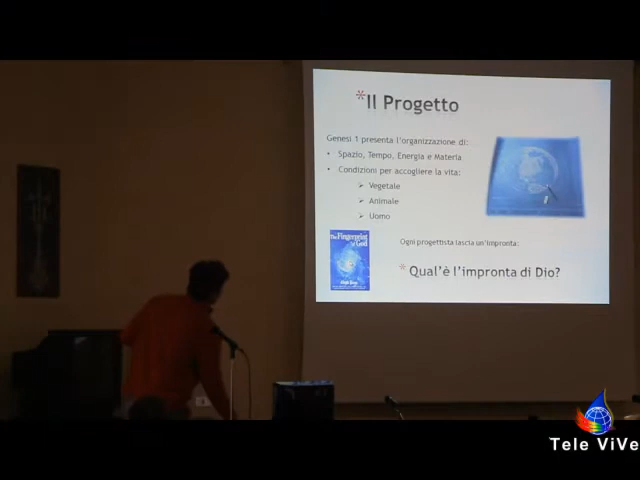 *Il Progetto
Genesi 1 presenta l'organizzazione di:
• Spazio, Tempo, Energia e Materia
• Condizioni per accogliere la vita:
➢ Vegetale
➢ Animale
➢ Uomo
The Fingerprint
of God
Ogni progettista lascia un'impronta:
* Qual'è l'impronta di Dio?
Tele ViVe